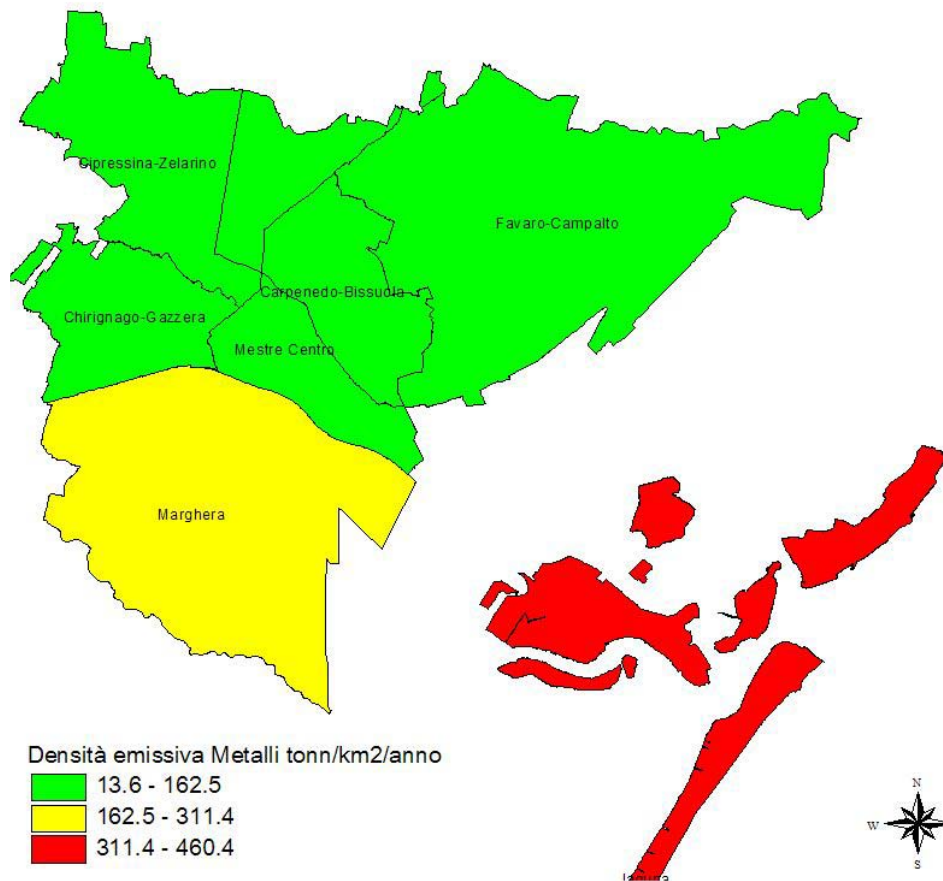 Cipressina-Zelarino
Favaro-Campalto
Carpenedo-Bissuola
Chirignago-Gazzera
Mestre Centro
Marghera
Densità emissiva Metalli tonn/km2/anno
13.6 - 162.5
162.5 - 311.4
311.4 - 460.4
N
W
E
S
laguna